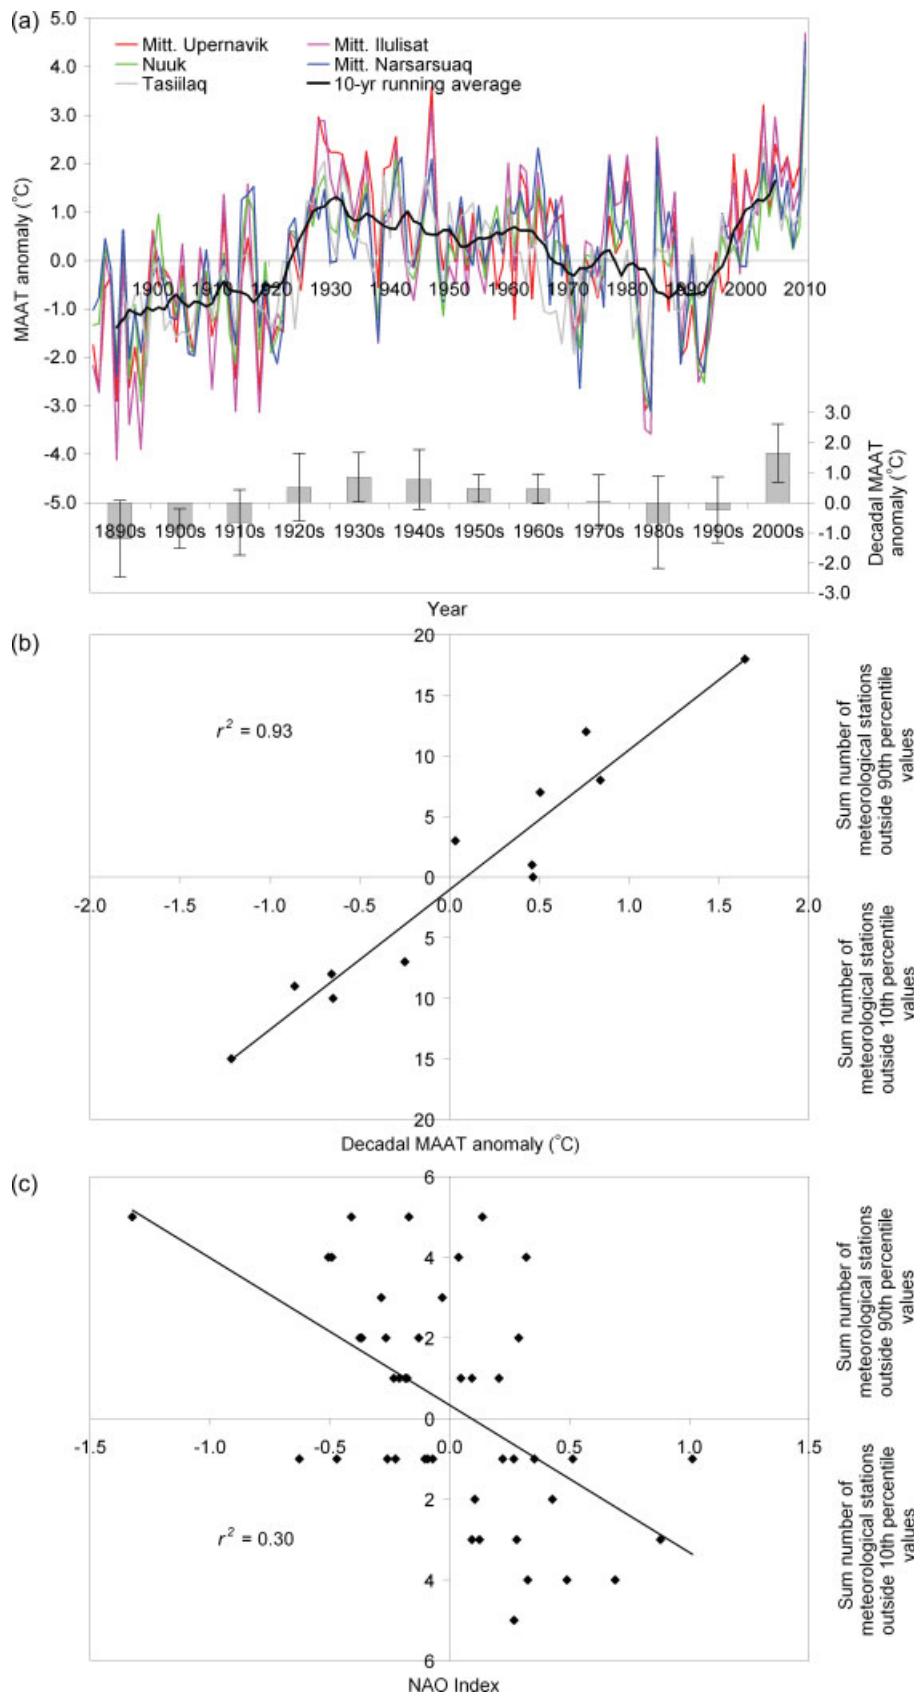 (a)
5.0
4.0
3.0
2.0
1.0
0.0
-1.0
-2.0
-3.0
-4.0
-5.0
MAAT anomaly (°C)
Mitt. Upernavik
Mitt. Ilulisat
Nuuk
Mitt. Narsarsuaq
Tasiilaq
10-yr running average
1900
1910
1920
1930
1940
1950
1960
1970
1980
1990
2000
2010
3.0
2.0
1.0
0.0
-1.0
-2.0
-3.0
Decadal MAAT
anomaly (°C)
1890s
1900s
1910s
1920s
1930s
1940s
1950s
1960s
1970s
1980s
1990s
2000s
Year
(b)
20
15
10
5
0
5
10
15
20
r² = 0.93
-2.0
-1.5
-1.0
-0.5
0.0
0.5
1.0
1.5
2.0
Sum number of
meteorological stations
outside 90th percentile
values
Sum number of
meteorological stations
outside 10th percentile
values
Decadal MAAT anomaly (°C)
(c)
6
4
2
0
2
4
6
-1.5
-1.0
-0.5
0.0
0.5
1.0
1.5
r² = 0.30
Sum number of
meteorological stations
outside 90th percentile
values
Sum number of
meteorological stations
outside 10th percentile
values
NAO Index